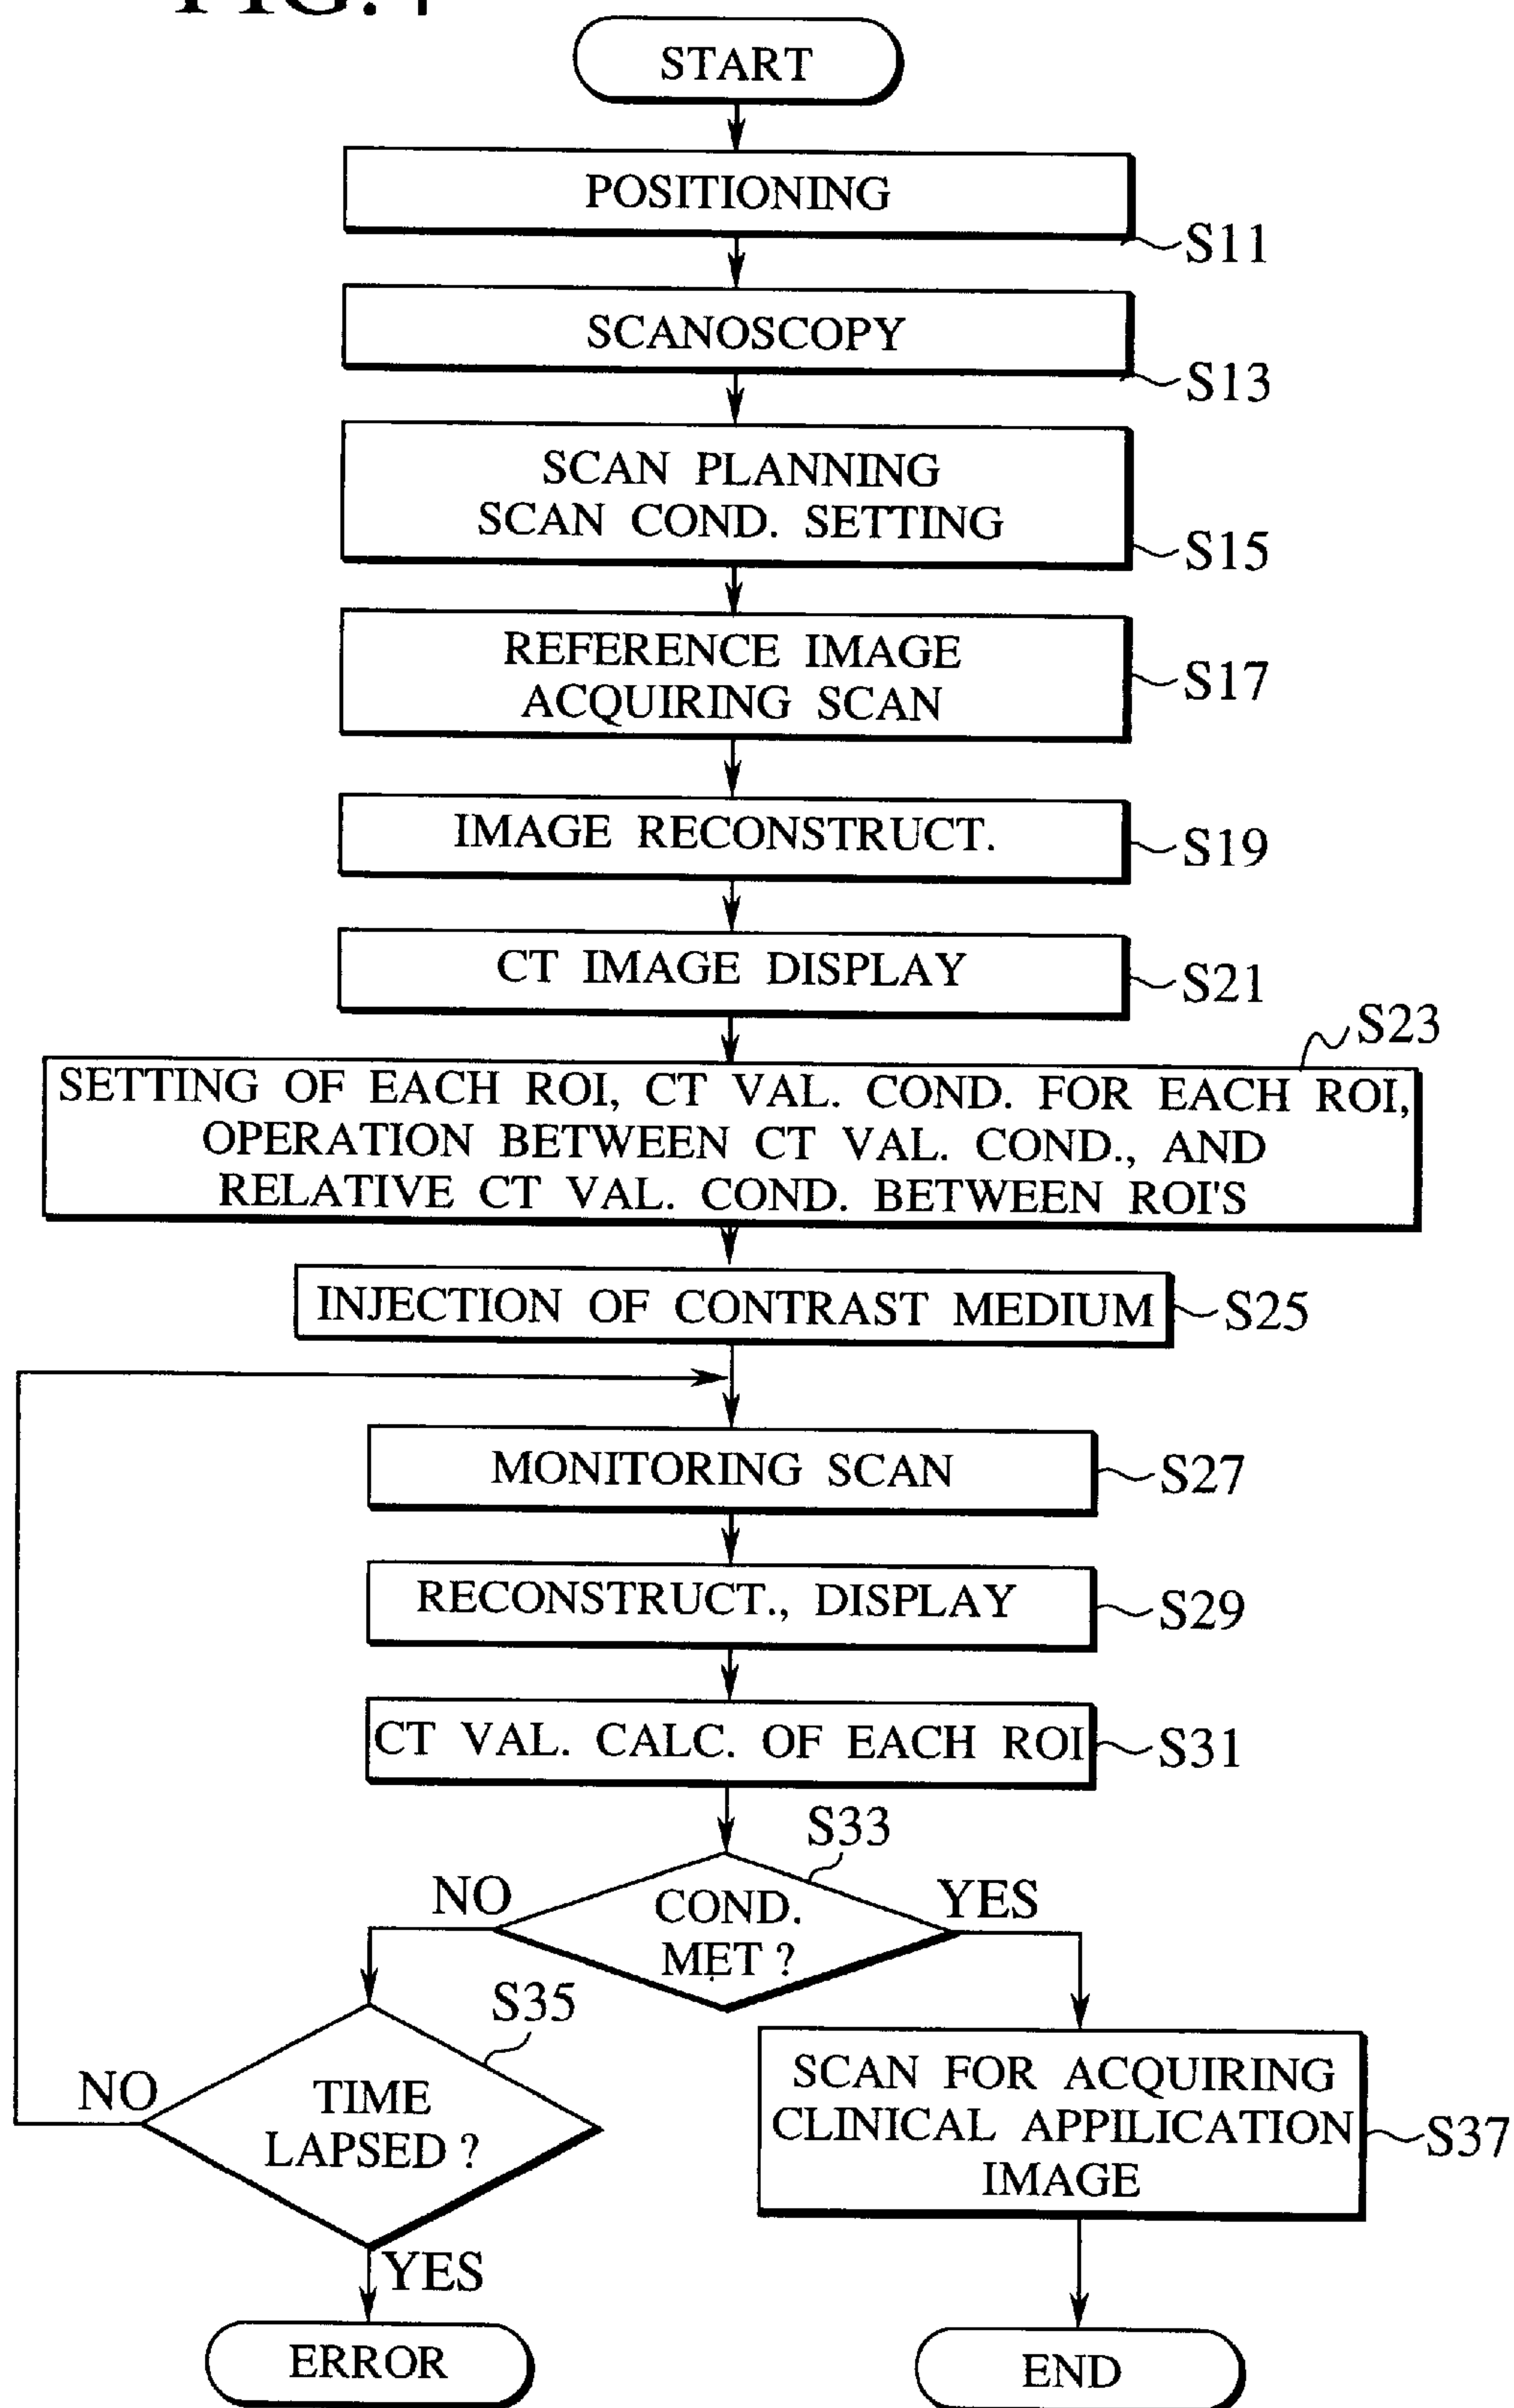 START
POSITIONING
S11
SCANOSCOPY
S13
SCAN PLANNING
SCAN COND. SETTING
S15
REFERENCE IMAGE
ACQUIRING SCAN
S17
IMAGE RECONSTRUCT.
S19
CT IMAGE DISPLAY
S21
S23
SETTING OF EACH ROI, CT VAL. COND. FOR EACH ROI,
OPERATION BETWEEN CT VAL. COND., AND
RELATIVE CT VAL. COND. BETWEEN ROI'S
INJECTION OF CONTRAST MEDIUM
S25
MONITORING SCAN
S27
RECONSTRUCT., DISPLAY
S29
CT VAL. CALC. OF EACH ROI
S31
S33
NO
COND.
MET ?
YES
S35
NO
TIME
LAPSED ?
YES
SCAN FOR ACQUIRING
CLINICAL APPILICATION
IMAGE
S37
ERROR
END